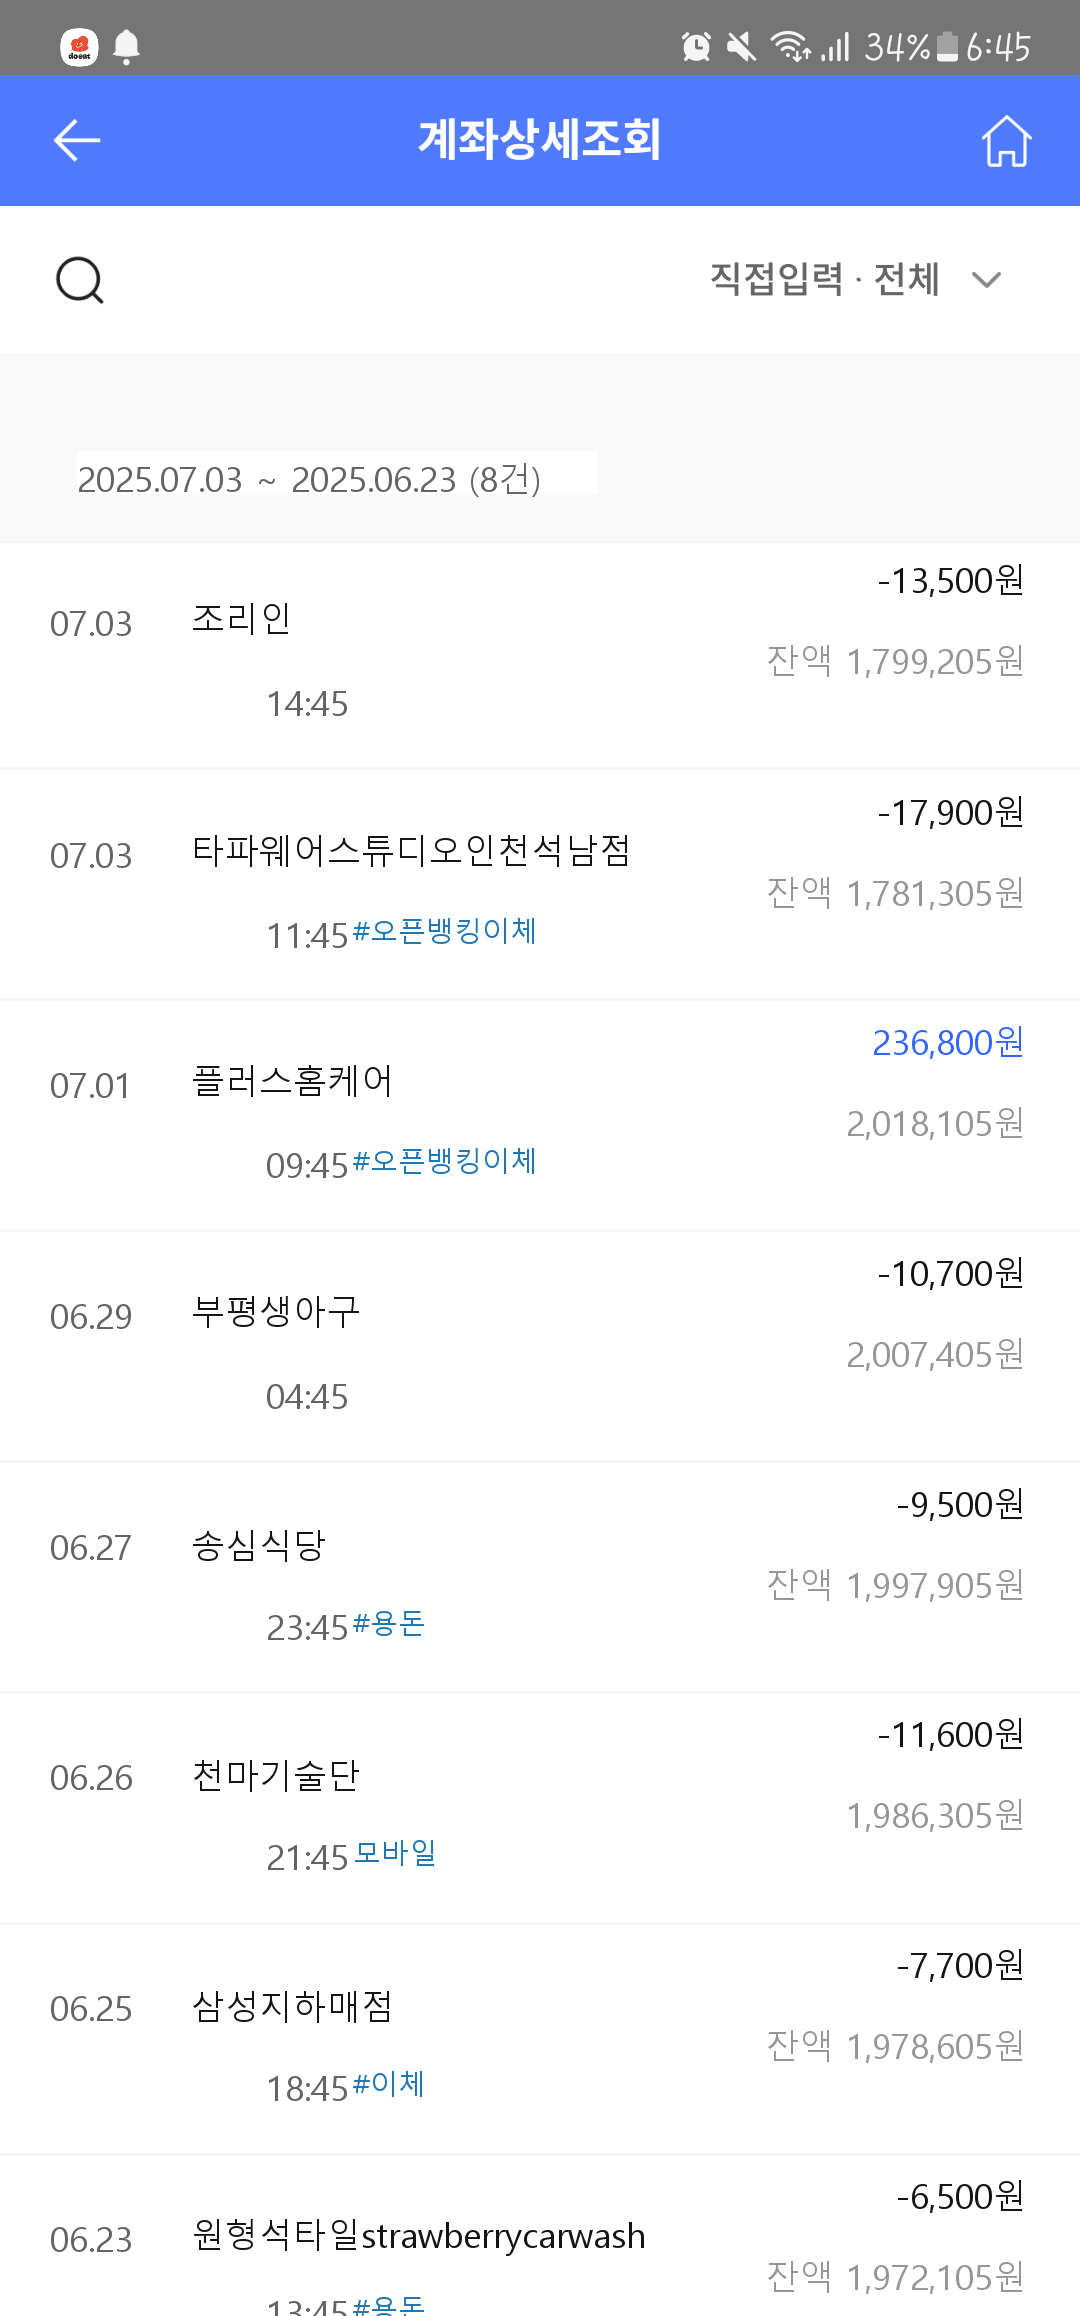 doeat
34% 6:45
계좌상세조회
직접입력 · 전체
2025.07.03 ~ 2025.06.23 (8건)
-13,500원
07.03 조리인
잔액 1,799,205원
14:45
-17,900원
07.03 타파웨어스튜디오인천석남점
잔액 1,781,305원
11:45 #오픈뱅킹이체
236,800원
07.01 플러스홈케어
2,018,105원
09:45 #오픈뱅킹이체
-10,700원
06.29 부평생아구
2,007,405원
04:45
-9,500원
06.27 송심식당
잔액 1,997,905원
23:45 #용돈
-11,600원
06.26 천마기술단
1,986,305원
21:45 모바일
-7,700원
06.25 삼성지하매점
잔액 1,978,605원
18:45 #이체
-6,500원
06.23 원형석타일strawberrycarwash
잔액 1,972,105원
13:45 #용돈